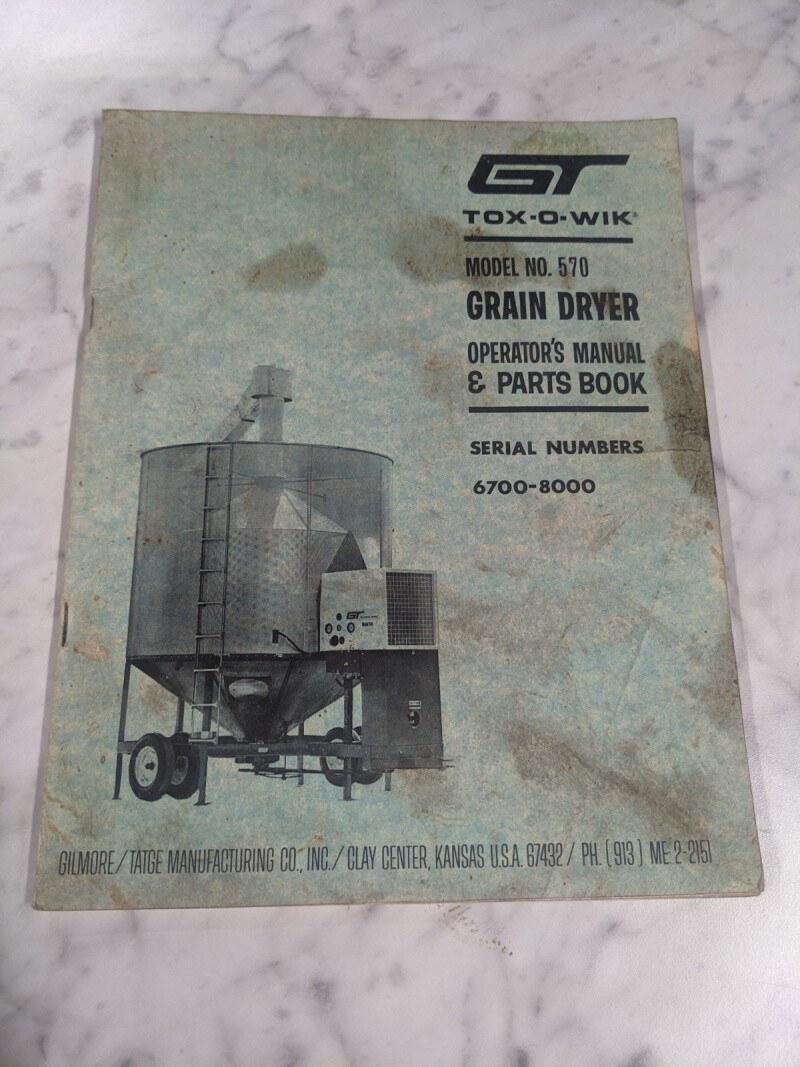 GT
TOX-O-WIK®
MODEL NO. 570
GRAIN DRYER
OPERATOR'S MANUAL
& PARTS BOOK
SERIAL NUMBERS
6700-8000
GT
GILMORE/TATGE MANUFACTURING CO., INC./CLAY CENTER, KANSAS U.S.A. 67432/ PH. (913) ME 2-2151